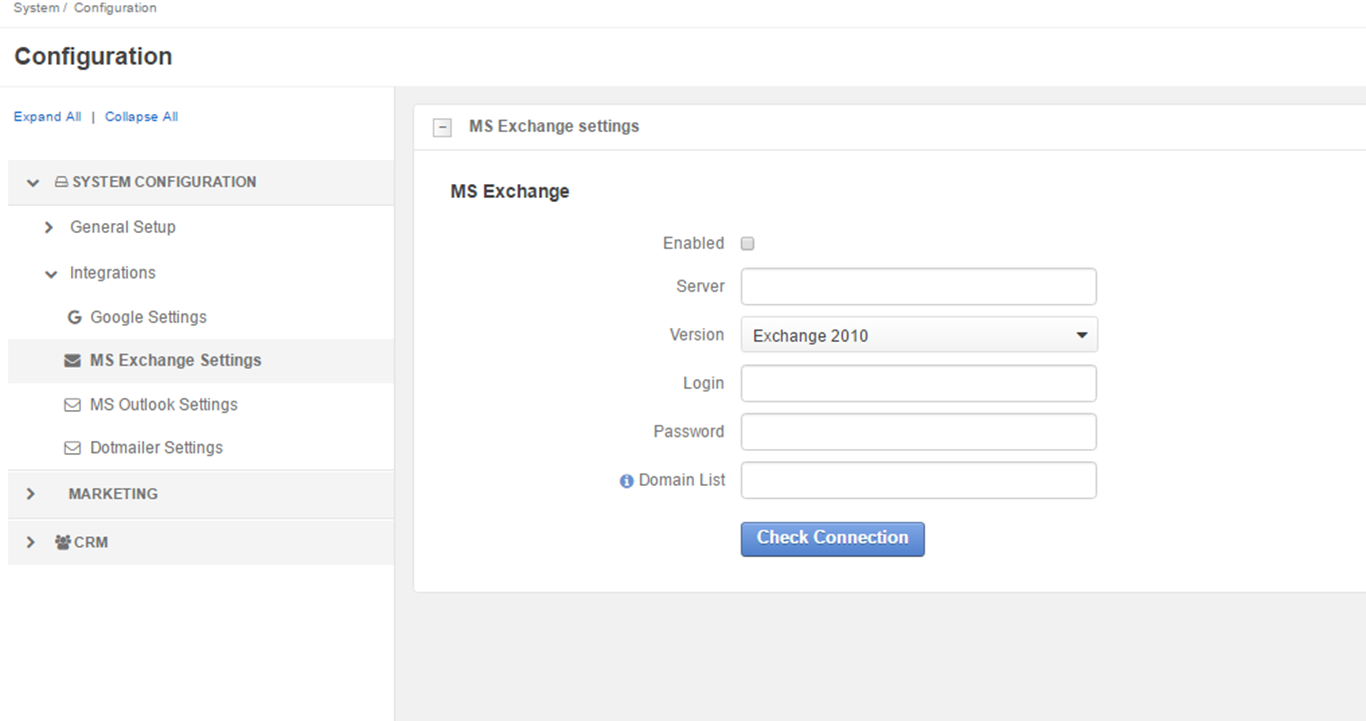 System / Configuration
Configuration
Expand All | Collapse All
SYSTEM CONFIGURATION
General Setup
Integrations
Google Settings
MS Exchange Settings
MS Outlook Settings
Dotmailer Settings
MARKETING
CRM
MS Exchange settings
MS Exchange
Enabled
Server
Version Exchange 2010
Login
Password
Domain List
Check Connection